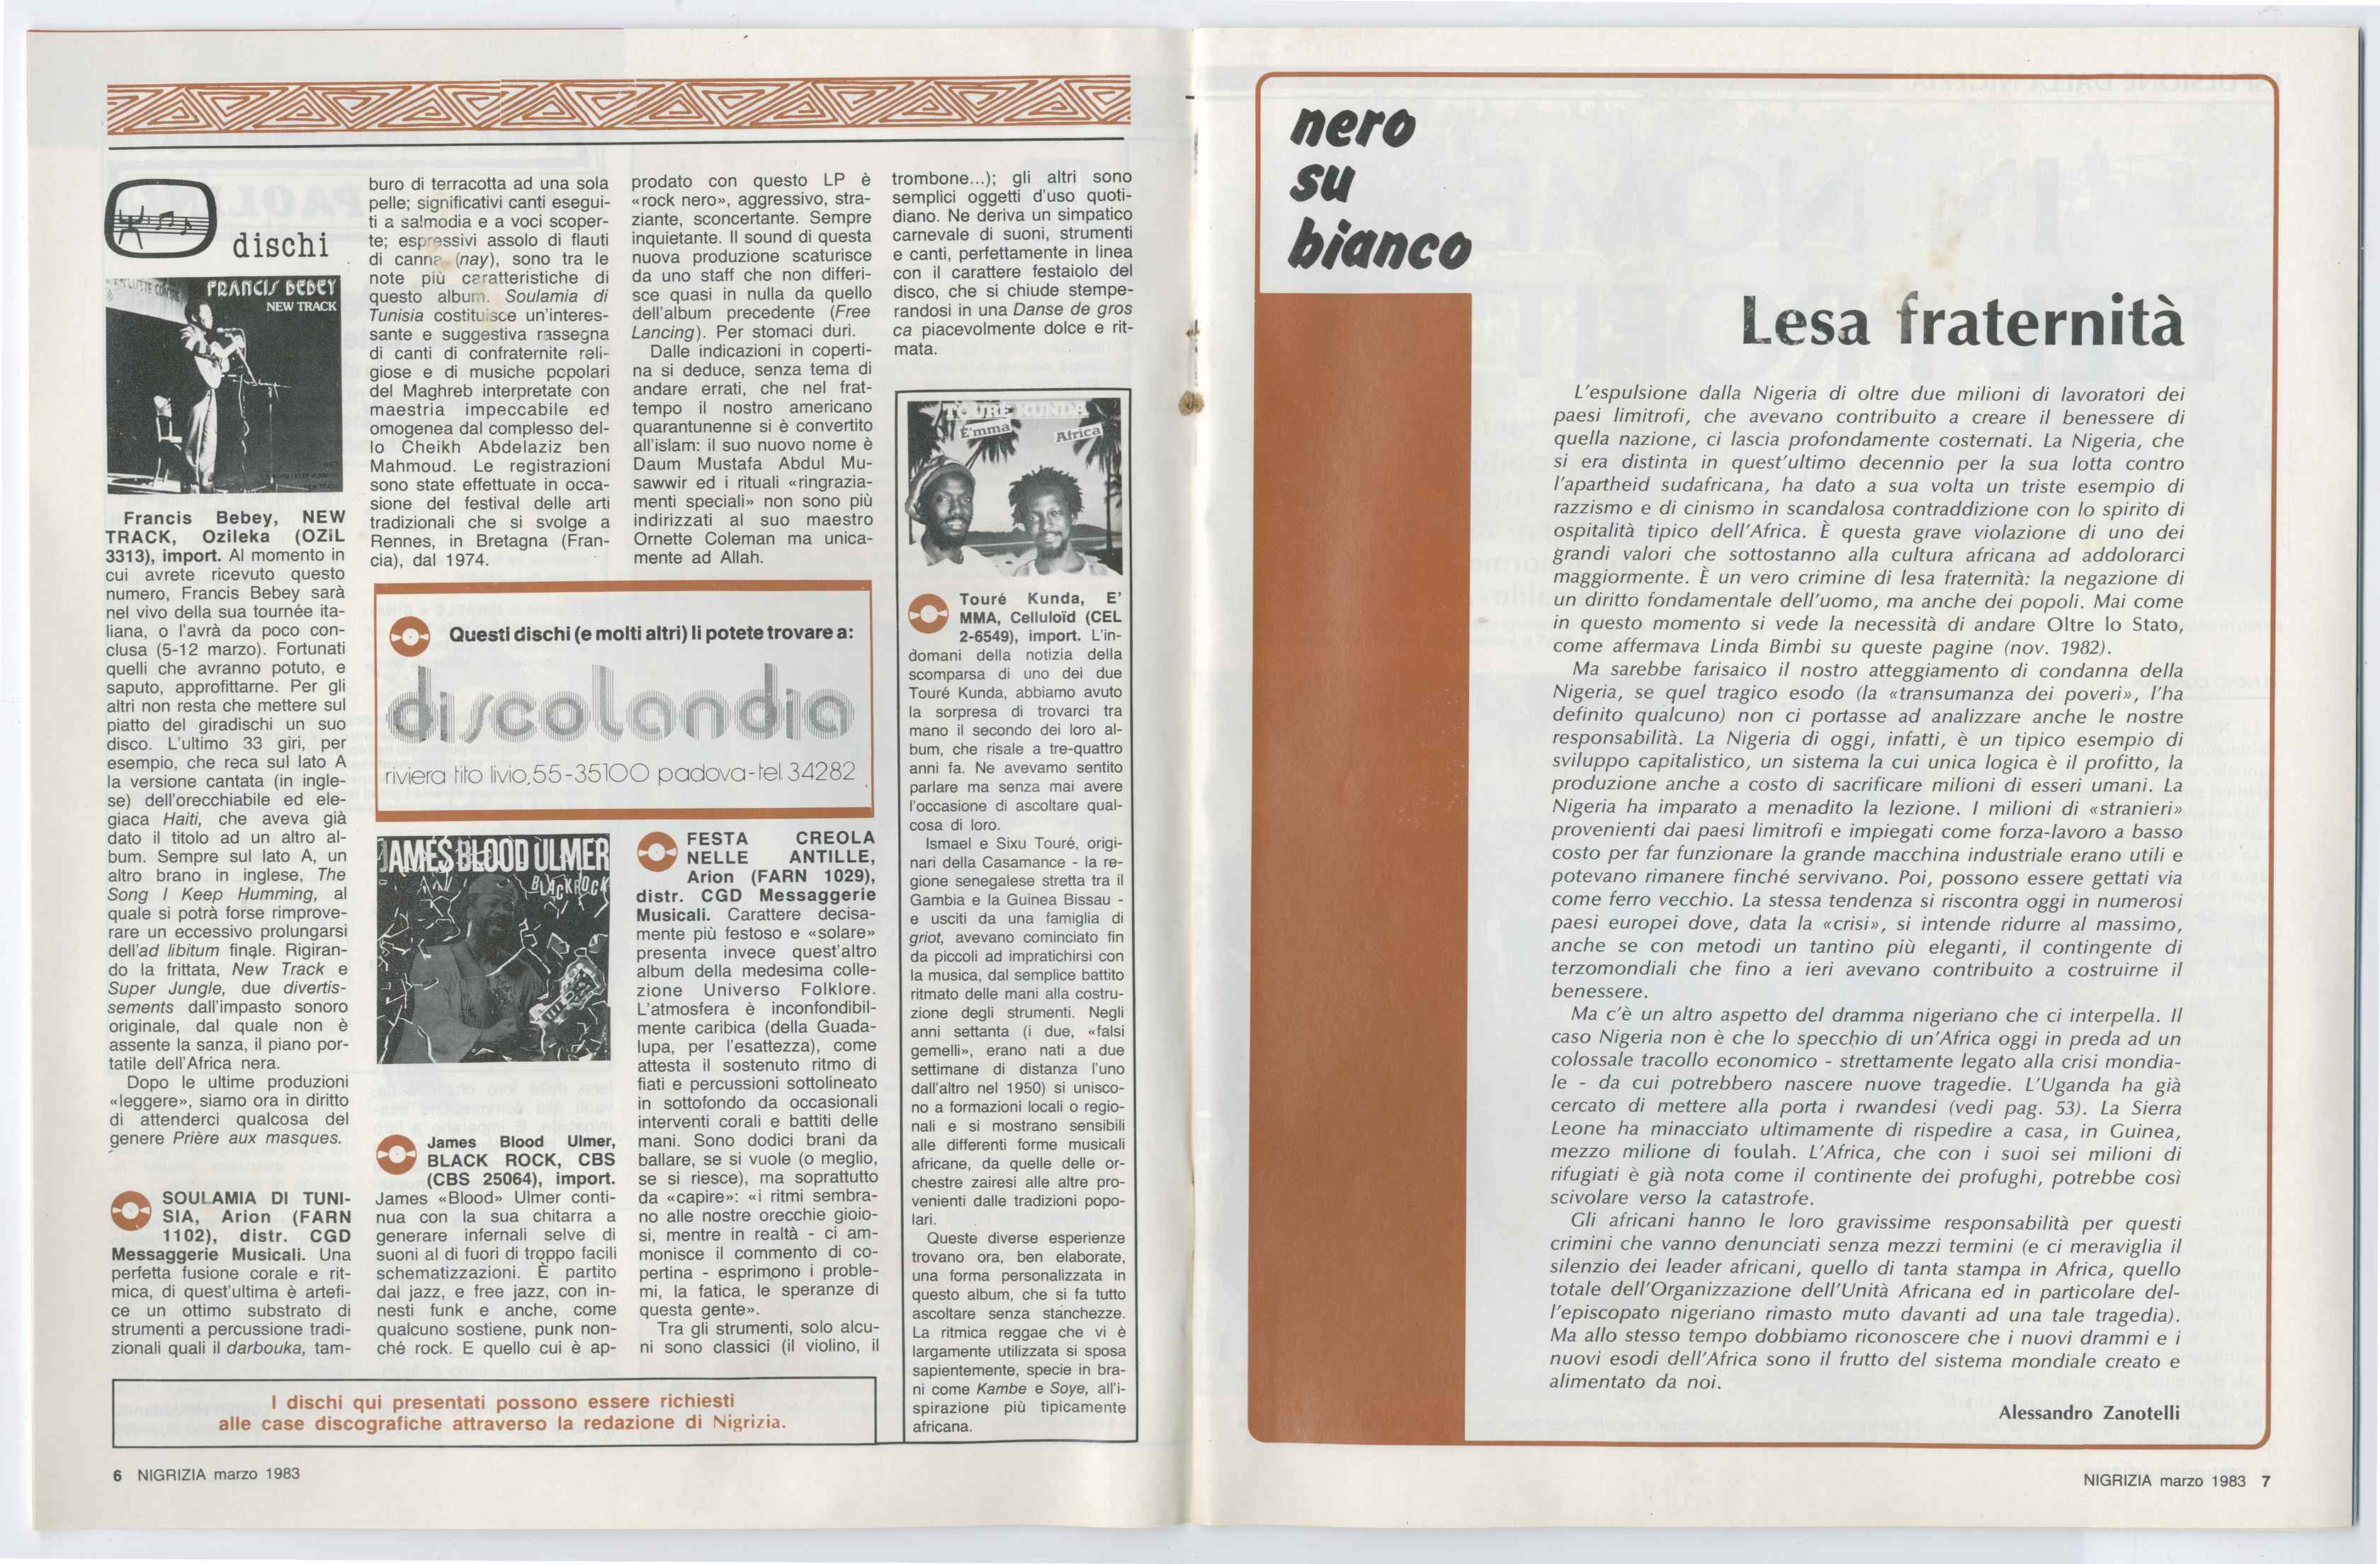 dischi
FRANCIS BEBEY
NEW TRACK
Francis Bebey, NEW
TRACK, Ozileka (OZIL
3313), import. Al momento in
cui avrete ricevuto questo
numero, Francis Bebey sarà
nel vivo della sua tournée ita-
liana, o l'avrà da poco con-
clusa (5-12 marzo). Fortunati
quelli che avranno potuto, e
saputo, approfittarne. Per gli
altri non resta che mettere sul
piatto del giradischi un suo
disco. L'ultimo 33 giri, per
esempio, che reca sul lato A
la versione cantata (in ingle-
se) dell'orecchiabile ed ele-
giaca Haiti, che aveva già
dato il titolo ad un altro al-
bum. Sempre sul lato A, un
altro brano in inglese, The
Song I Keep Humming, al
quale si potrà forse rimprove-
rare un eccessivo prolungarsi
dell'ad libitum finale. Rigiran-
do la frittata, New Track e
Super Jungle, due divertis-
sements dall'impasto sonoro
originale, dal quale non è
assente la sanza, il piano por-
tatile dell'Africa nera.
Dopo le ultime produzioni
«leggere», siamo ora in diritto
di attenderci qualcosa del
genere Prière aux masques.
SOULAMIA DI TUNI-
SIA, Arion (FARN
1102), distr. CGD
Messaggerie Musicali. Una
perfetta fusione corale e rit-
mica, di quest'ultima è artefi-
ce un ottimo substrato di
strumenti a percussione tradi-
zionali quali il darbouka, tam-
buro di terracotta ad una sola
pelle; significativi canti esegui-
ti a salmodia e a voci scoper-
te; espressivi assolo di flauti
di canna (nay), sono tra le
note più caratteristiche di
questo album. Soulamia di
Tunisia costituisce un'interes-
sante e suggestiva rassegna
di canti di confraternite reli-
giose e di musiche popolari
del Maghreb interpretate con
maestria impeccabile ed
omogenea dal complesso del-
lo Cheikh Abdelaziz ben
Mahmoud. Le registrazioni
sono state effettuate in occa-
sione del festival delle arti
tradizionali che si svolge a
Rennes, in Bretagna (Fran-
cia), dal 1974.
Questi dischi (e molti altri) li potete trovare a:
discolandia
riviera tito livio,55-35100 padova-tel.34282
JAMES BLOOD ULMER
BLACK ROCK
James Blood Ulmer,
BLACK ROCK, CBS
(CBS 25064), import.
James «Blood» Ulmer conti-
nua con la sua chitarra a
generare infernali selve di
suoni al di fuori di troppo facili
schematizzazioni. È partito
dal jazz, e free jazz, con in-
nesti funk e anche, come
qualcuno sostiene, punk non-
ché rock. E quello cui è ap-
prodato con questo LP è
«rock nero», aggressivo, stra-
ziante, sconcertante. Sempre
inquietante. Il sound di questa
nuova produzione scaturisce
da uno staff che non differi-
sce quasi in nulla da quello
dell'album precedente (Free
Lancing). Per stomaci duri.
Dalle indicazioni in coperti-
na si deduce, senza tema di
andare errati, che nel frat-
tempo il nostro americano
quarantunenne si è convertito
all'islam: il suo nuovo nome è
Daum Mustafa Abdul Mu-
sawwir ed i rituali «ringrazia-
menti speciali» non sono più
indirizzati al suo maestro
Ornette Coleman ma unica-
mente ad Allah.
FESTA CREOLA
NELLE ANTILLE,
Arion (FARN 1029),
distr. CGD Messaggerie
Musicali. Carattere decisa-
mente più festoso e «solare»
presenta invece quest'altro
album della medesima colle-
zione Universo Folklore.
L'atmosfera è inconfondibil-
mente caribica (della Guada-
lupa, per l'esattezza), come
attesta il sostenuto ritmo di
fiati e percussioni sottolineato
in sottofondo da occasionali
interventi corali e battiti delle
mani. Sono dodici brani da
ballare, se si vuole (o meglio,
se si riesce), ma soprattutto
da «capire»: «i ritmi sembra-
no alle nostre orecchie gioio-
si, mentre in realtà - ci am-
monisce il commento di co-
pertina - esprimono i proble-
mi, la fatica, le speranze di
questa gente».
Tra gli strumenti, solo alcu-
ni sono classici (il violino, il
trombone...); gli altri sono
semplici oggetti d'uso quoti-
diano. Ne deriva un simpatico
carnevale di suoni, strumenti
e canti, perfettamente in linea
con il carattere festaiolo del
disco, che si chiude stempe-
randosi in una Danse de gros
ca piacevolmente dolce e rit-
mata.
TOURE KUNDA
E'mma
Africa
Touré Kunda, E'
MMA, Celluloïd (CEL
2-6549), import. L'in-
domani della notizia della
scomparsa di uno dei due
Touré Kunda, abbiamo avuto
la sorpresa di trovarci tra
mano il secondo dei loro al-
bum, che risale a tre-quattro
anni fa. Ne avevamo sentito
parlare ma senza mai avere
l'occasione di ascoltare qual-
cosa di loro.
Ismael e Sixu Touré, origi-
nari della Casamance - la re-
gione senegalese stretta tra il
Gambia e la Guinea Bissau -
e usciti da una famiglia di
griot, avevano cominciato fin
da piccoli ad impratichirsi con
la musica, dal semplice battito
ritmato delle mani alla costru-
zione degli strumenti. Negli
anni settanta (i due, «falsi
gemelli», erano nati a due
settimane di distanza l'uno
dall'altro nel 1950) si unisco-
no a formazioni locali o regio-
nali e si mostrano sensibili
alle differenti forme musicali
africane, da quelle delle or-
chestre zairesi alle altre pro-
venienti dalle tradizioni popo-
lari.
Queste diverse esperienze
trovano ora, ben elaborate,
una forma personalizzata in
questo album, che si fa tutto
ascoltare senza stanchezze.
La ritmica reggae che vi è
largamente utilizzata si sposa
sapientemente, specie in bra-
ni come Kambe e Soye, all'i-
spirazione più tipicamente
africana.
I dischi qui presentati possono essere richiesti
alle case discografiche attraverso la redazione di Nigrizia.
6 NIGRIZIA marzo 1983
nero
su
bianco
Lesa fraternità
L'espulsione dalla Nigeria di oltre due milioni di lavoratori dei
paesi limitrofi, che avevano contribuito a creare il benessere di
quella nazione, ci lascia profondamente costernati. La Nigeria, che
si era distinta in quest'ultimo decennio per la sua lotta contro
l'apartheid sudafricana, ha dato a sua volta un triste esempio di
razzismo e di cinismo in scandalosa contraddizione con lo spirito di
ospitalità tipico dell'Africa. È questa grave violazione di uno dei
grandi valori che sottostanno alla cultura africana ad addolorarci
maggiormente. È un vero crimine di lesa fraternità: la negazione di
un diritto fondamentale dell'uomo, ma anche dei popoli. Mai come
in questo momento si vede la necessità di andare Oltre lo Stato,
come affermava Linda Bimbi su queste pagine (nov. 1982).
Ma sarebbe farisaico il nostro atteggiamento di condanna della
Nigeria, se quel tragico esodo (la «transumanza dei poveri», l'ha
definito qualcuno) non ci portasse ad analizzare anche le nostre
responsabilità. La Nigeria di oggi, infatti, è un tipico esempio di
sviluppo capitalistico, un sistema la cui unica logica è il profitto, la
produzione anche a costo di sacrificare milioni di esseri umani. La
Nigeria ha imparato a menadito la lezione. I milioni di «stranieri»
provenienti dai paesi limitrofi e impiegati come forza-lavoro a basso
costo per far funzionare la grande macchina industriale erano utili e
potevano rimanere finché servivano. Poi, possono essere gettati via
come ferro vecchio. La stessa tendenza si riscontra oggi in numerosi
paesi europei dove, data la «crisi», si intende ridurre al massimo,
anche se con metodi un tantino più eleganti, il contingente di
terzomondiali che fino a ieri avevano contribuito a costruirne il
benessere.
Ma c'è un altro aspetto del dramma nigeriano che ci interpella. Il
caso Nigeria non è che lo specchio di un'Africa oggi in preda ad un
colossale tracollo economico - strettamente legato alla crisi mondia-
le - da cui potrebbero nascere nuove tragedie. L'Uganda ha già
cercato di mettere alla porta i rwandesi (vedi pag. 53). La Sierra
Leone ha minacciato ultimamente di rispedire a casa, in Guinea,
mezzo milione di foulah. L'Africa, che con i suoi sei milioni di
rifugiati è già nota come il continente dei profughi, potrebbe così
scivolare verso la catastrofe.
Gli africani hanno le loro gravissime responsabilità per questi
crimini che vanno denunciati senza mezzi termini (e ci meraviglia il
silenzio dei leader africani, quello di tanta stampa in Africa, quello
totale dell'Organizzazione dell'Unità Africana ed in particolare del-
l'episcopato nigeriano rimasto muto davanti ad una tale tragedia).
Ma allo stesso tempo dobbiamo riconoscere che i nuovi drammi e i
nuovi esodi dell'Africa sono il frutto del sistema mondiale creato e
alimentato da noi.
Alessandro Zanotelli
NIGRIZIA marzo 1983 7